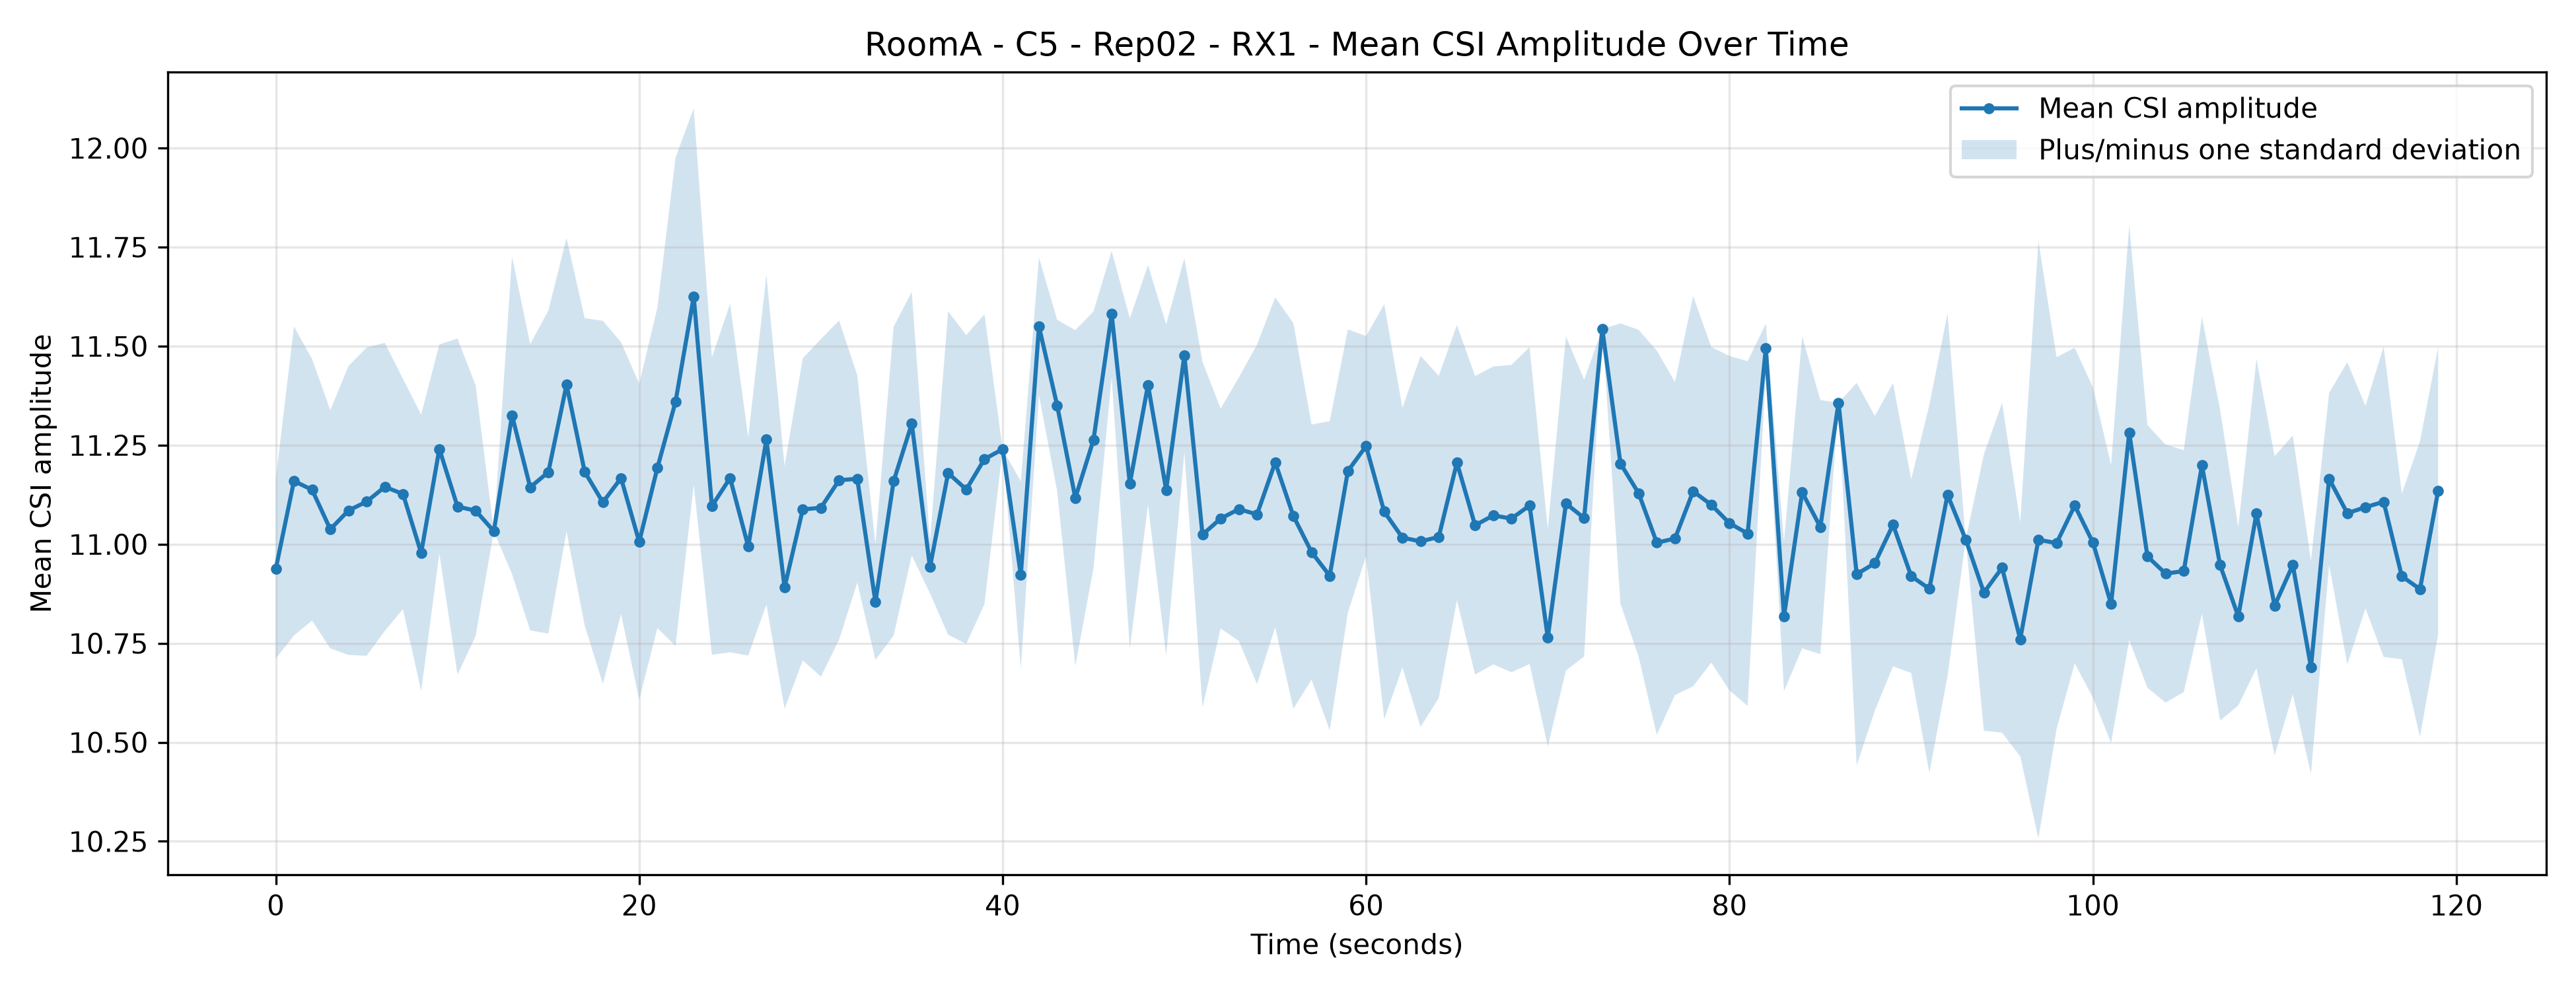 RoomA - C5 - Rep02 - RX1 - Mean CSI Amplitude Over Time
Mean CSI amplitude
Plus/minus one standard deviation
Mean CSI amplitude
12.00
11.75
11.50
11.25
11.00
10.75
10.50
10.25
0 20 40 60 80 100 120
Time (seconds)